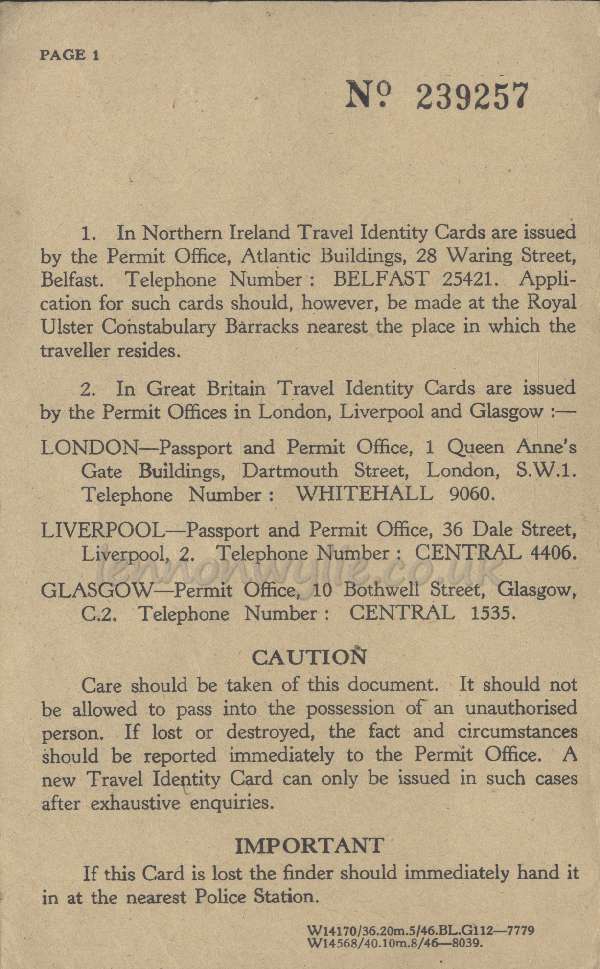 PAGE 1
Nº. 239257
1. In Northern Ireland Travel Identity Cards are issued
by the Permit Office, Atlantic Buildings, 28 Waring Street,
Belfast. Telephone Number : BELFAST 25421. Appli-
cation for such cards should, however, be made at the Royal
Ulster Constabulary Barracks nearest the place in which the
traveller resides.
2. In Great Britain Travel Identity Cards are issued
by the Permit Offices in London, Liverpool and Glasgow :—
LONDON—Passport and Permit Office, 1 Queen Anne's
Gate Buildings, Dartmouth Street, London, S.W.1.
Telephone Number : WHITEHALL 9060.
LIVERPOOL—Passport and Permit Office, 36 Dale Street,
Liverpool, 2. Telephone Number : CENTRAL 4406.
lennonwylie.co.uk
GLASGOW—Permit Office, 10 Bothwell Street, Glasgow,
C.2. Telephone Number : CENTRAL 1535.
CAUTION
Care should be taken of this document. It should not
be allowed to pass into the possession of an unauthorised
person. If lost or destroyed, the fact and circumstances
should be reported immediately to the Permit Office. A
new Travel Identity Card can only be issued in such cases
after exhaustive enquiries.
IMPORTANT
If this Card is lost the finder should immediately hand it
in at the nearest Police Station.
W14170/36.20m.5/46.BL.G112—7779
W14568/40.10m.8/46—8039.